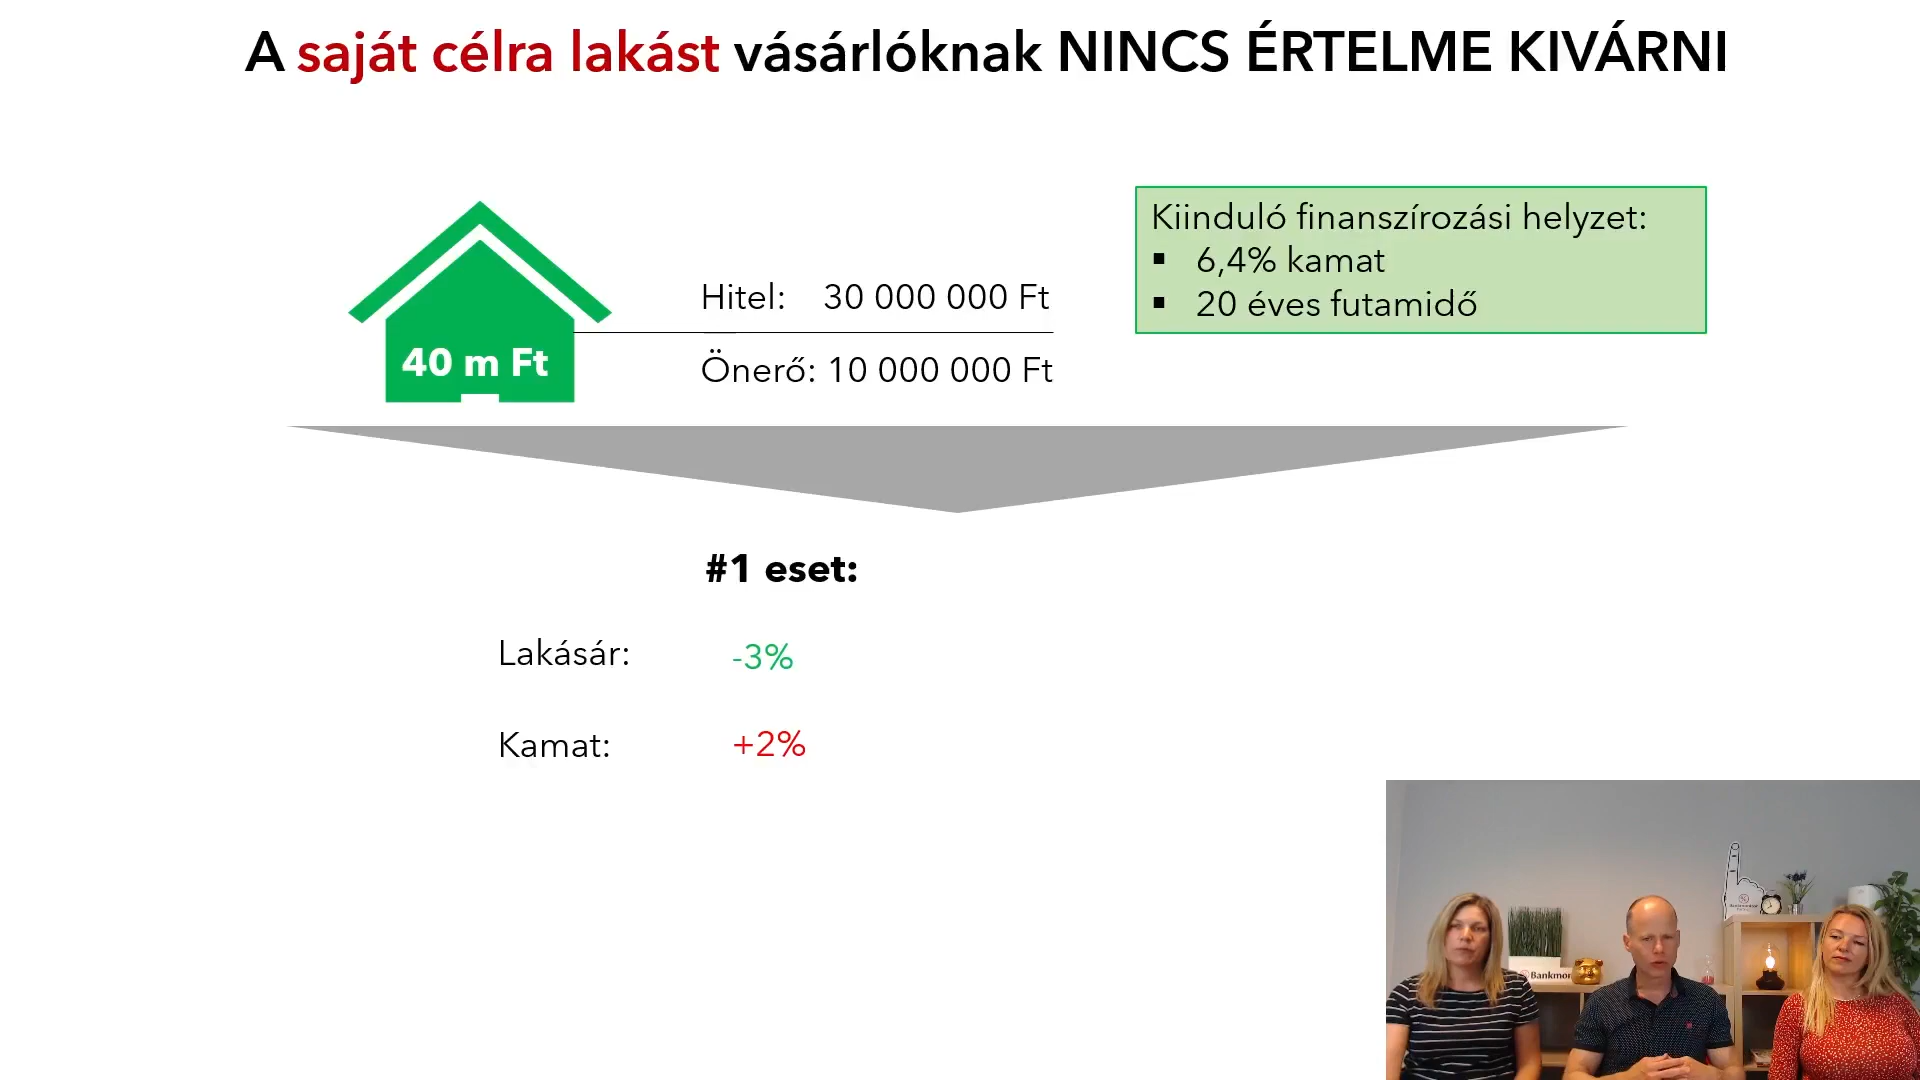 A saját célra lakást vásárlóknak NINCS ÉRTELME KIVÁRNI
Kiinduló finanszírozási helyzet:
▪ 6,4% kamat
▪ 20 éves futamidő
Hitel: 30 000 000 Ft
40 m Ft
Önerő: 10 000 000 Ft
#1 eset:
Lakásár: -3%
Kamat: +2%
Bankmon